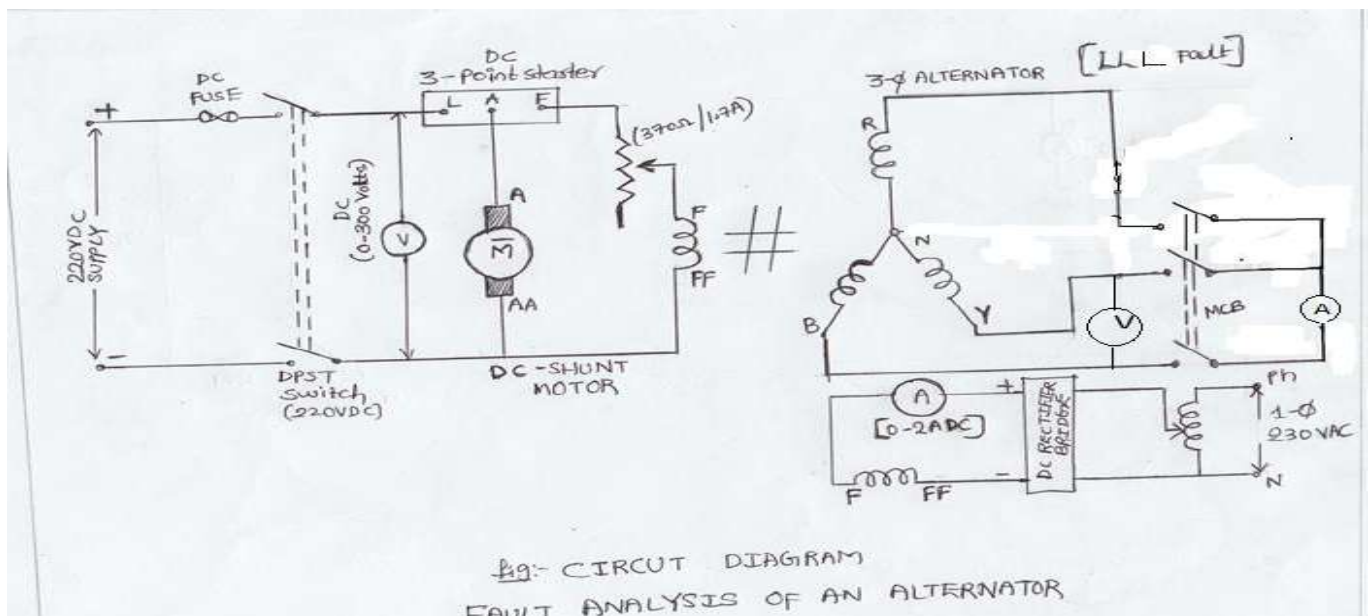 DC
FUSE
+
220VDC
SUPPLY
-
DPST
Switch
(220VDC)
DC
(0-300 Volts)
V
DC
3-Point starter
L A F
A
M
AA
DC-SHUNT
MOTOR
(370Ω/1.7A)
F
FF
3-Φ ALTERNATOR
[LLL Fault]
R
N
B
Y
V
MCB
A
A
[0-2ADC]
+
-
F FF
DC RECTIFIER
BRIDGE
Ph
1-Φ
230 VAC
N
fig:- CIRCUT DIAGRAM
FAULT ANALYSIS OF AN ALTERNATOR